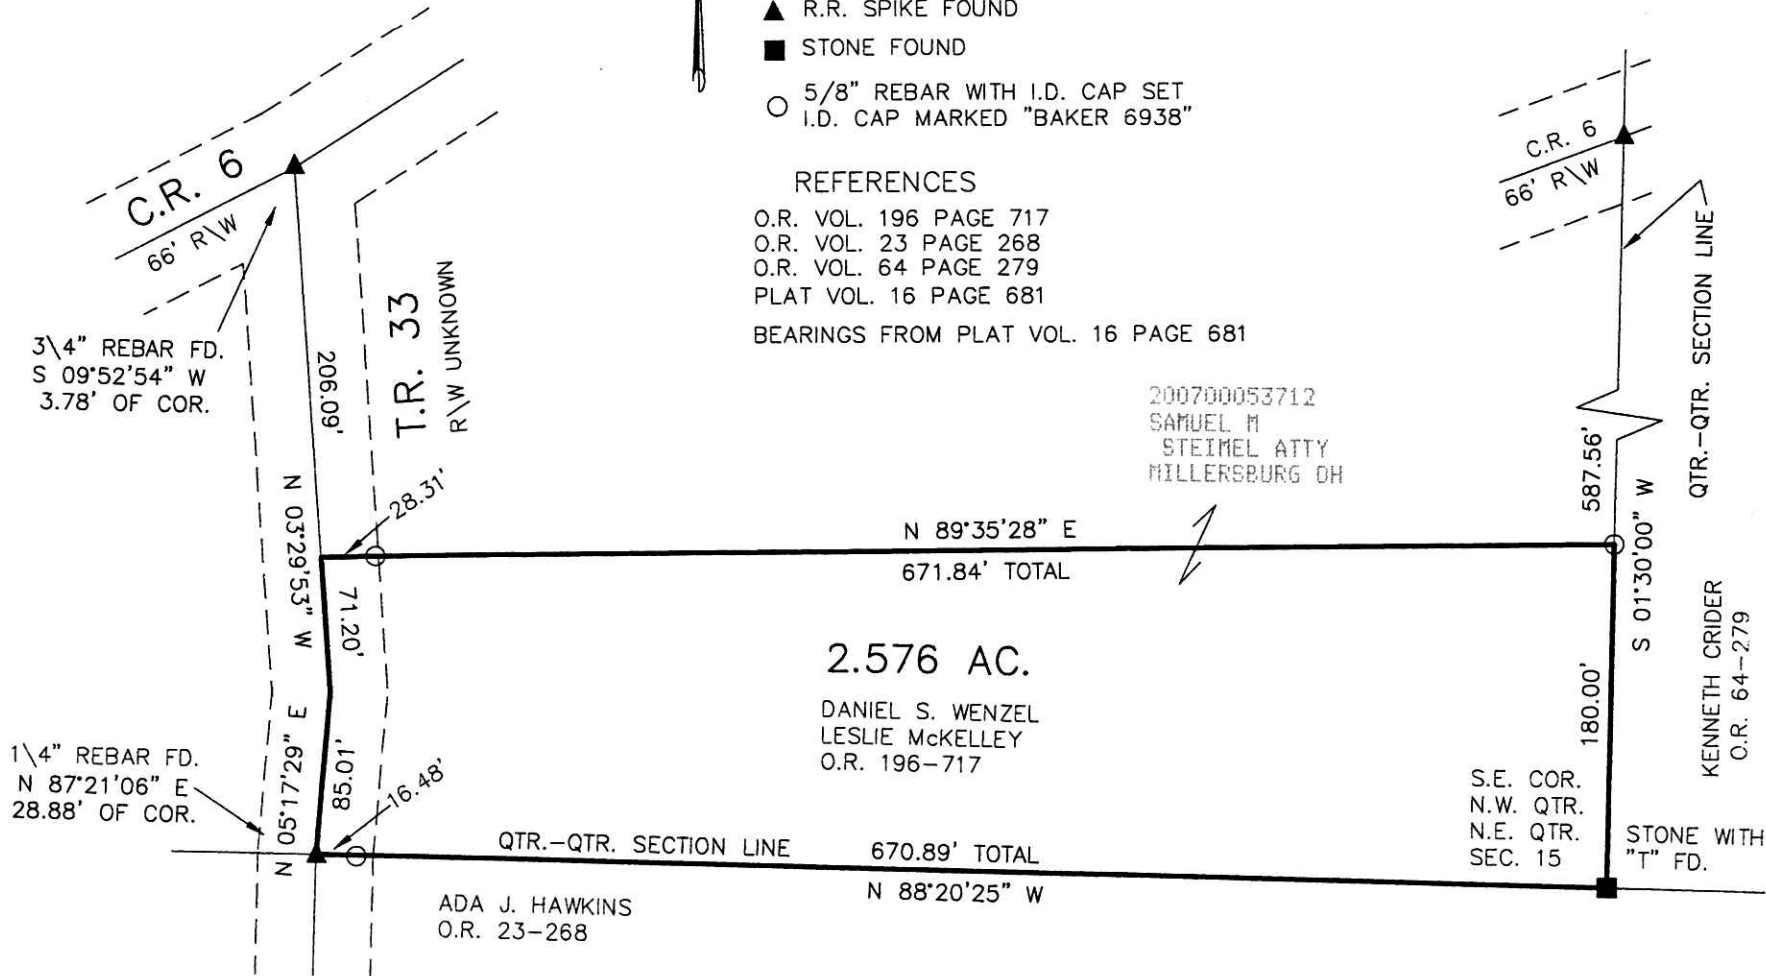 ▲ R.R. SPIKE FOUND
■ STONE FOUND
○ 5/8" REBAR WITH I.D. CAP SET
I.D. CAP MARKED "BAKER 6938"
REFERENCES
O.R. VOL. 196 PAGE 717
O.R. VOL. 23 PAGE 268
O.R. VOL. 64 PAGE 279
PLAT VOL. 16 PAGE 681
BEARINGS FROM PLAT VOL. 16 PAGE 681
C.R. 6
66' R\W
3\4" REBAR FD.
S 09°52'54" W
3.78' OF COR.
206.09'
T.R. 33
R\W UNKNOWN
C.R. 6
66' R\W
QTR.-QTR. SECTION LINE
200700053712
SAMUEL M
STEIMEL ATTY
MILLERSBURG OH
587.56'
S 01°30'00" W
N 03°29'53" W
28.31'
N 89°35'28" E
671.84' TOTAL
71.20'
2.576 AC.
DANIEL S. WENZEL
LESLIE McKELLEY
O.R. 196-717
180.00'
KENNETH CRIDER
O.R. 64-279
1\4" REBAR FD.
N 87°21'06" E
28.88' OF COR.
N 05°17'29" E
85.01'
16.48'
S.E. COR.
N.W. QTR.
N.E. QTR.
SEC. 15
STONE WITH
"T" FD.
QTR.-QTR. SECTION LINE
670.89' TOTAL
N 88°20'25" W
ADA J. HAWKINS
O.R. 23-268